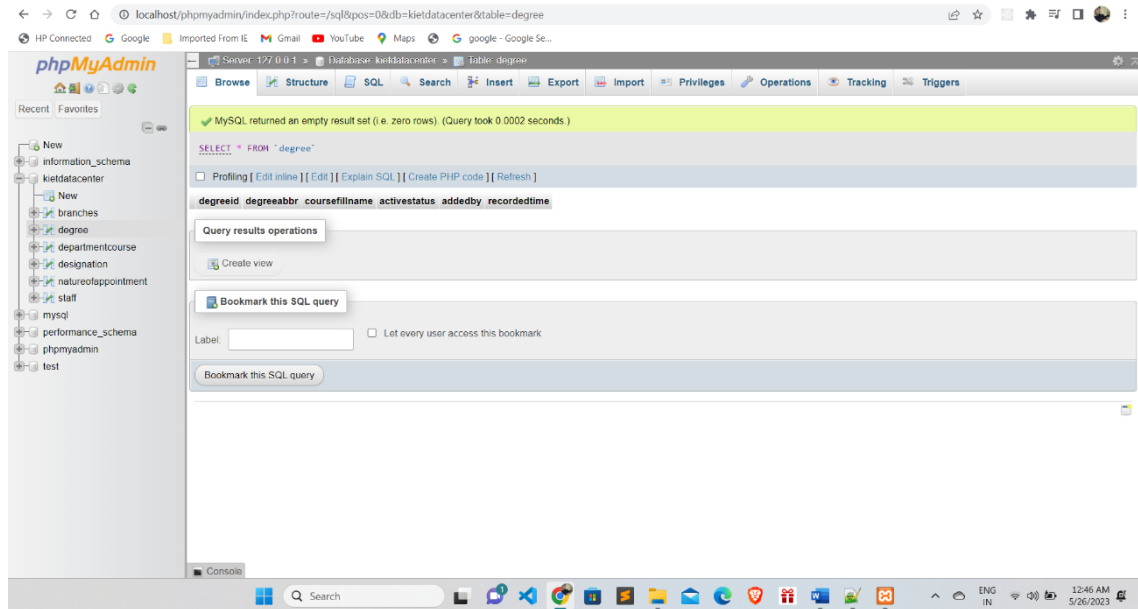 localhost/phpmyadmin/index.php?route=/sql&pos=0&db=kietdatacenter&table=degree
HP Connected Google Imported From IE Gmail YouTube Maps google - Google Se...
phpMyAdmin
Recent Favorites
New
information_schema
kietdatacenter
New
branches
degree
departmentcourse
designation
natureofappointment
staff
mysql
performance_schema
phpmyadmin
test
Server: 127.0.0.1 » Database: kietdatacenter » Table: degree
Browse Structure SQL Search Insert Export Import Privileges Operations Tracking Triggers
MySQL returned an empty result set (i.e. zero rows). (Query took 0.0002 seconds.)
SELECT * FROM `degree`
Profiling [ Edit inline ] [ Edit ] [ Explain SQL ] [ Create PHP code ] [ Refresh ]
degreeid degreeabbr coursefillname activestatus addedby recordedtime
Query results operations
Create view
Bookmark this SQL query
Label: Let every user access this bookmark
Bookmark this SQL query
Console
Search
ENG
IN
12:46 AM
5/26/2023